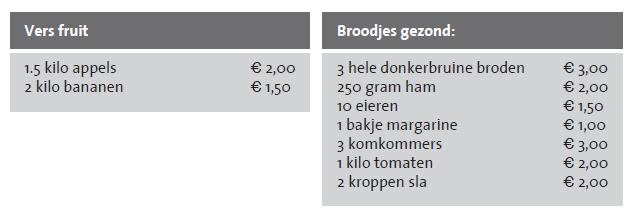 Vers fruit
1.5 kilo appels € 2,00
2 kilo bananen € 1,50
Broodjes gezond:
3 hele donkerbruine broden € 3,00
250 gram ham € 2,00
10 eieren € 1,50
1 bakje margarine € 1,00
3 komkommers € 3,00
1 kilo tomaten € 2,00
2 kroppen sla € 2,00